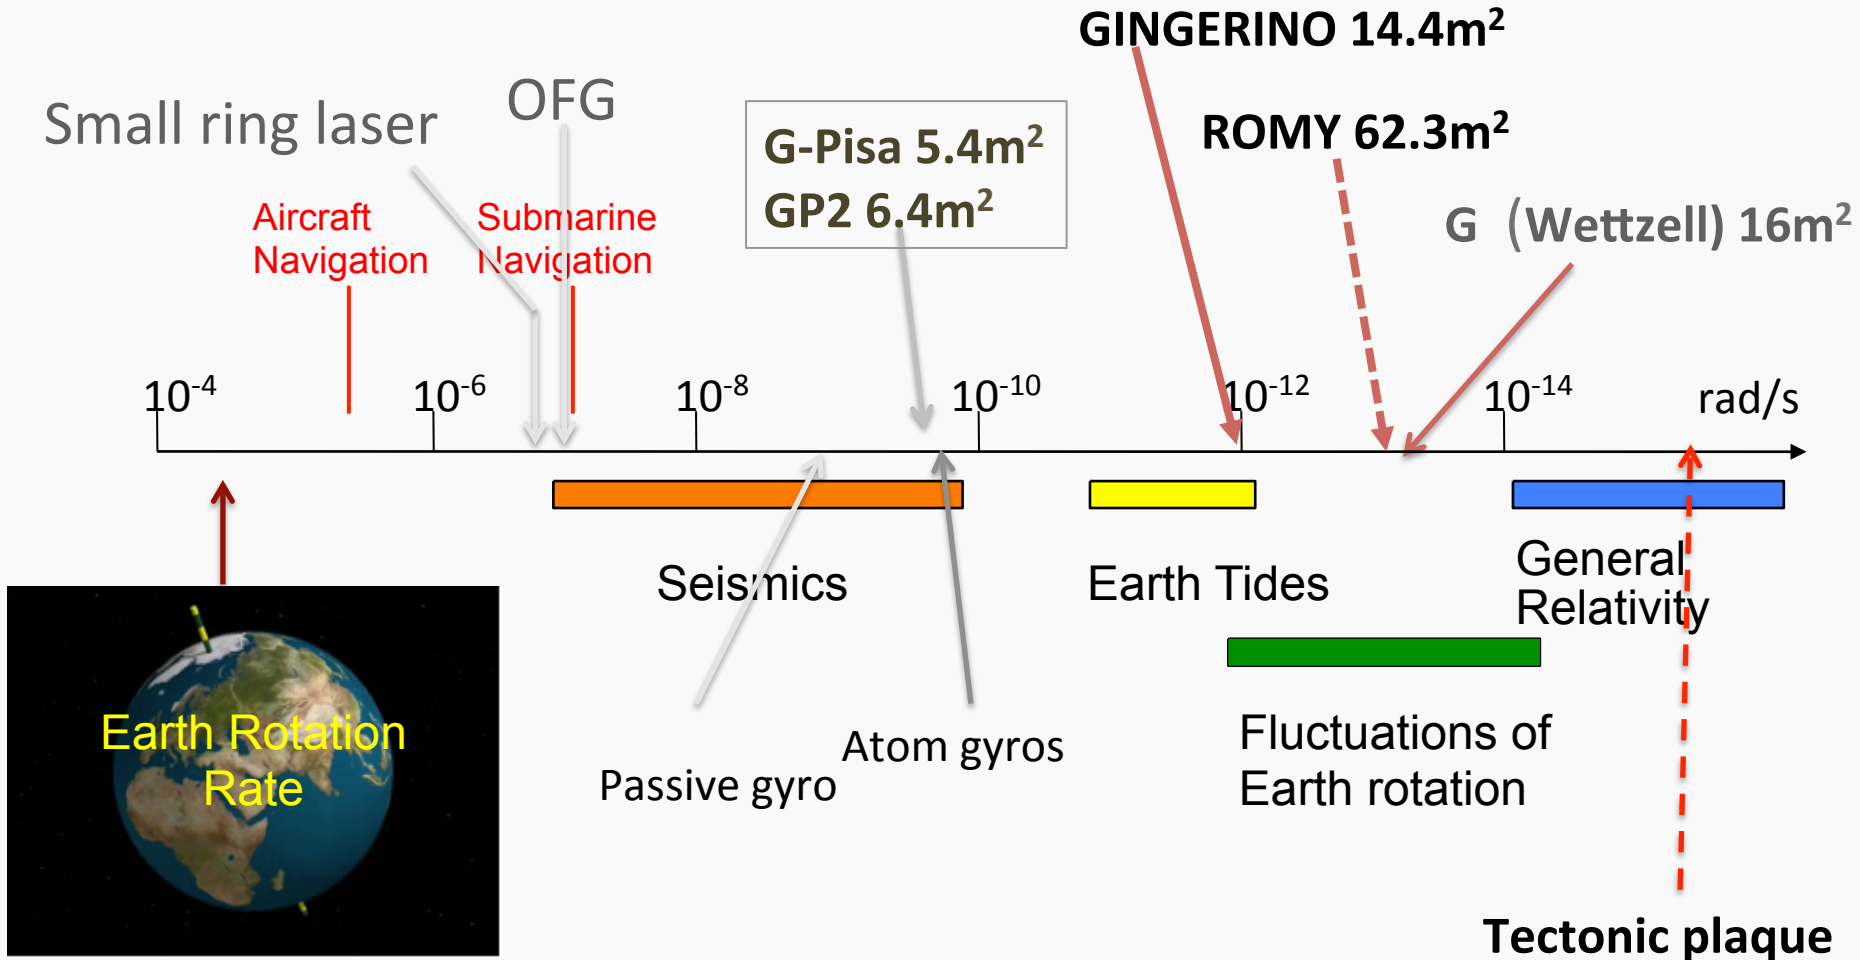 GINGERINO 14.4m²
OFG
Small ring laser
G-Pisa 5.4m²
GP2 6.4m²
ROMY 62.3m²
G (Wettzell) 16m²
Aircraft
Navigation
Submarine
Navigation
10⁻⁴ 10⁻⁶ 10⁻⁸ 10⁻¹⁰ 10⁻¹² 10⁻¹⁴ rad/s
Seismics
Earth Tides
General
Relativity
Earth Rotation
Rate
Passive gyro
Atom gyros
Fluctuations of
Earth rotation
Tectonic plaque